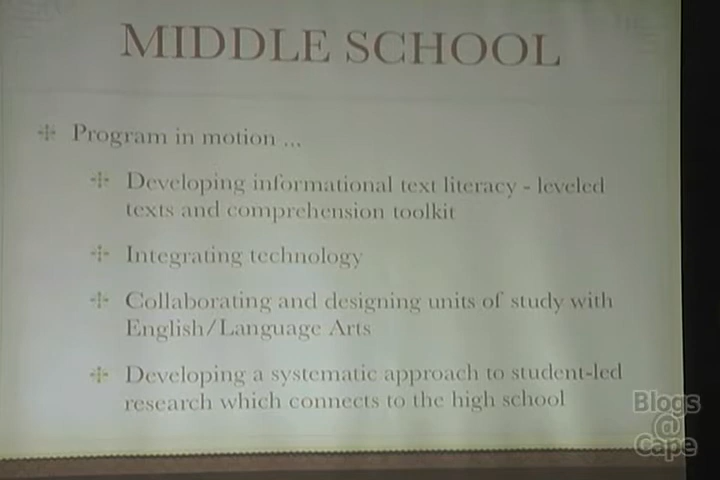 MIDDLE SCHOOL
Program in motion ...
Developing informational text literacy - leveled
texts and comprehension toolkit
Integrating technology
Collaborating and designing units of study with
English/Language Arts
Developing a systematic approach to student-led
research which connects to the high school
Blogs
@
Cape